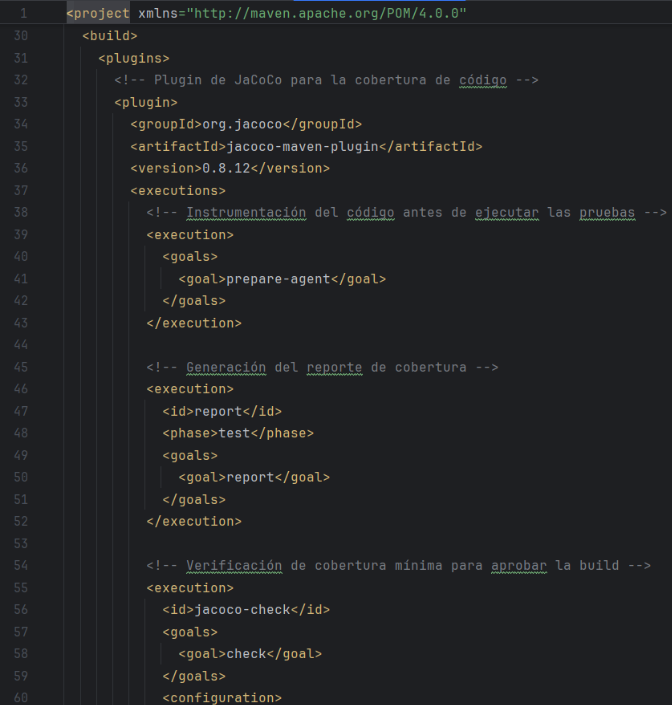 1 <project xmlns="http://maven.apache.org/POM/4.0.0"
30 <build>
31 <plugins>
32 <!-- Plugin de JaCoCo para la cobertura de código -->
33 <plugin>
34 <groupId>org.jacoco</groupId>
35 <artifactId>jacoco-maven-plugin</artifactId>
36 <version>0.8.12</version>
37 <executions>
38 <!-- Instrumentación del código antes de ejecutar las pruebas -->
39 <execution>
40 <goals>
41 <goal>prepare-agent</goal>
42 </goals>
43 </execution>
44
45 <!-- Generación del reporte de cobertura -->
46 <execution>
47 <id>report</id>
48 <phase>test</phase>
49 <goals>
50 <goal>report</goal>
51 </goals>
52 </execution>
53
54 <!-- Verificación de cobertura mínima para aprobar la build -->
55 <execution>
56 <id>jacoco-check</id>
57 <goals>
58 <goal>check</goal>
59 </goals>
60 <configuration>